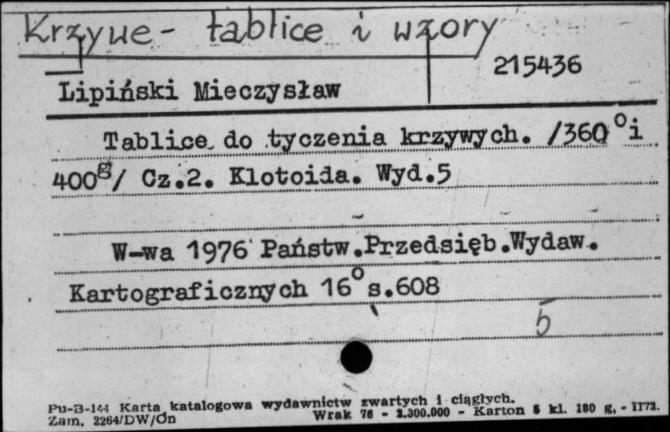 Krzywe - tablice i wzory
215436
Lipiński Mieczysław
Tablice do tyczenia krzywych. /360° i
400g/ Cz.2. Klotoida. Wyd.5
W-wa 1976 Państw.Przedsięb.Wydaw.
Kartograficznych 16° s.608
5
Pu-B-144 Karta katalogowa wydawnictw zwartych i ciągłych.
Zam. 2264/DW/On Wrak 76 - 2.300.000 - Karton 5 kl. 180 g. - 1173.